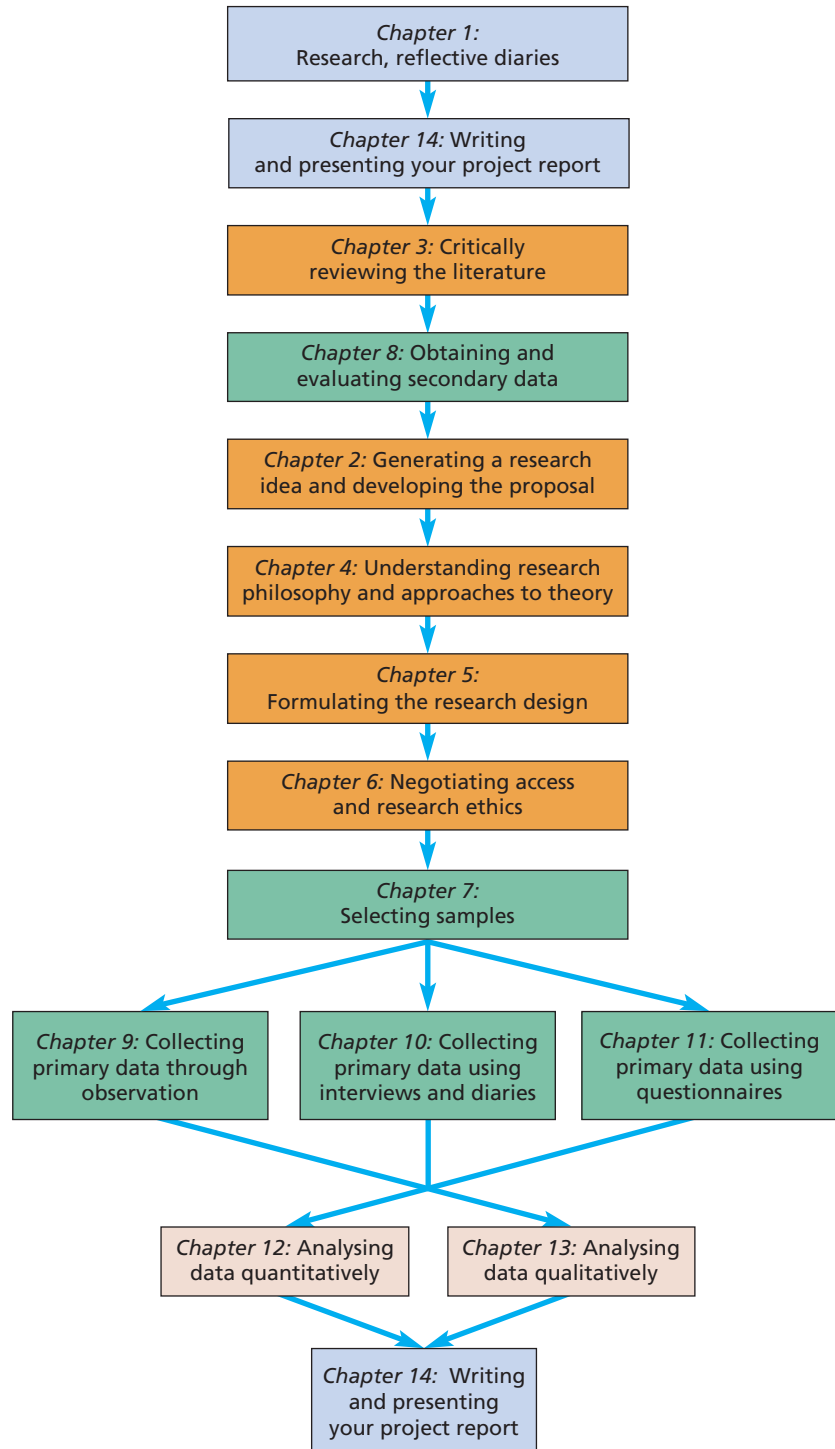 Chapter 1:
Research, reflective diaries
Chapter 14: Writing
and presenting your project report
Chapter 3: Critically
reviewing the literature
Chapter 8: Obtaining and
evaluating secondary data
Chapter 2: Generating a research
idea and developing the proposal
Chapter 4: Understanding research
philosophy and approaches to theory
Chapter 5:
Formulating the research design
Chapter 6: Negotiating access
and research ethics
Chapter 7:
Selecting samples
Chapter 9: Collecting
primary data through
observation
Chapter 10: Collecting
primary data using
interviews and diaries
Chapter 11: Collecting
primary data using
questionnaires
Chapter 12: Analysing
data quantitatively
Chapter 13: Analysing
data qualitatively
Chapter 14: Writing
and presenting
your project report